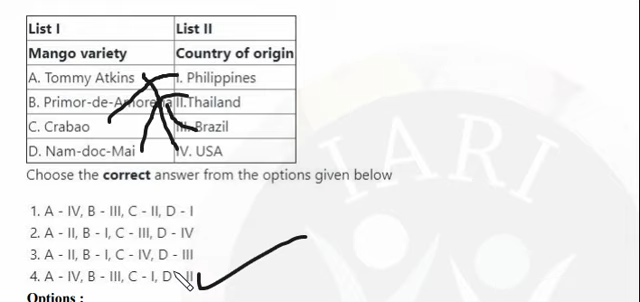 List I List II
Mango variety Country of origin
A. Tommy Atkins I. Philippines
B. Primor-de-Amoreria II.Thailand
C. Crabao III. Brazil
D. Nam-doc-Mai IV. USA
Choose the correct answer from the options given below
1. A - IV, B - III, C - II, D - I
2. A - II, B - I, C - III, D - IV
3. A - II, B - I, C - IV, D - III
4. A - IV, B - III, C - I, D - II
Options :
IARI